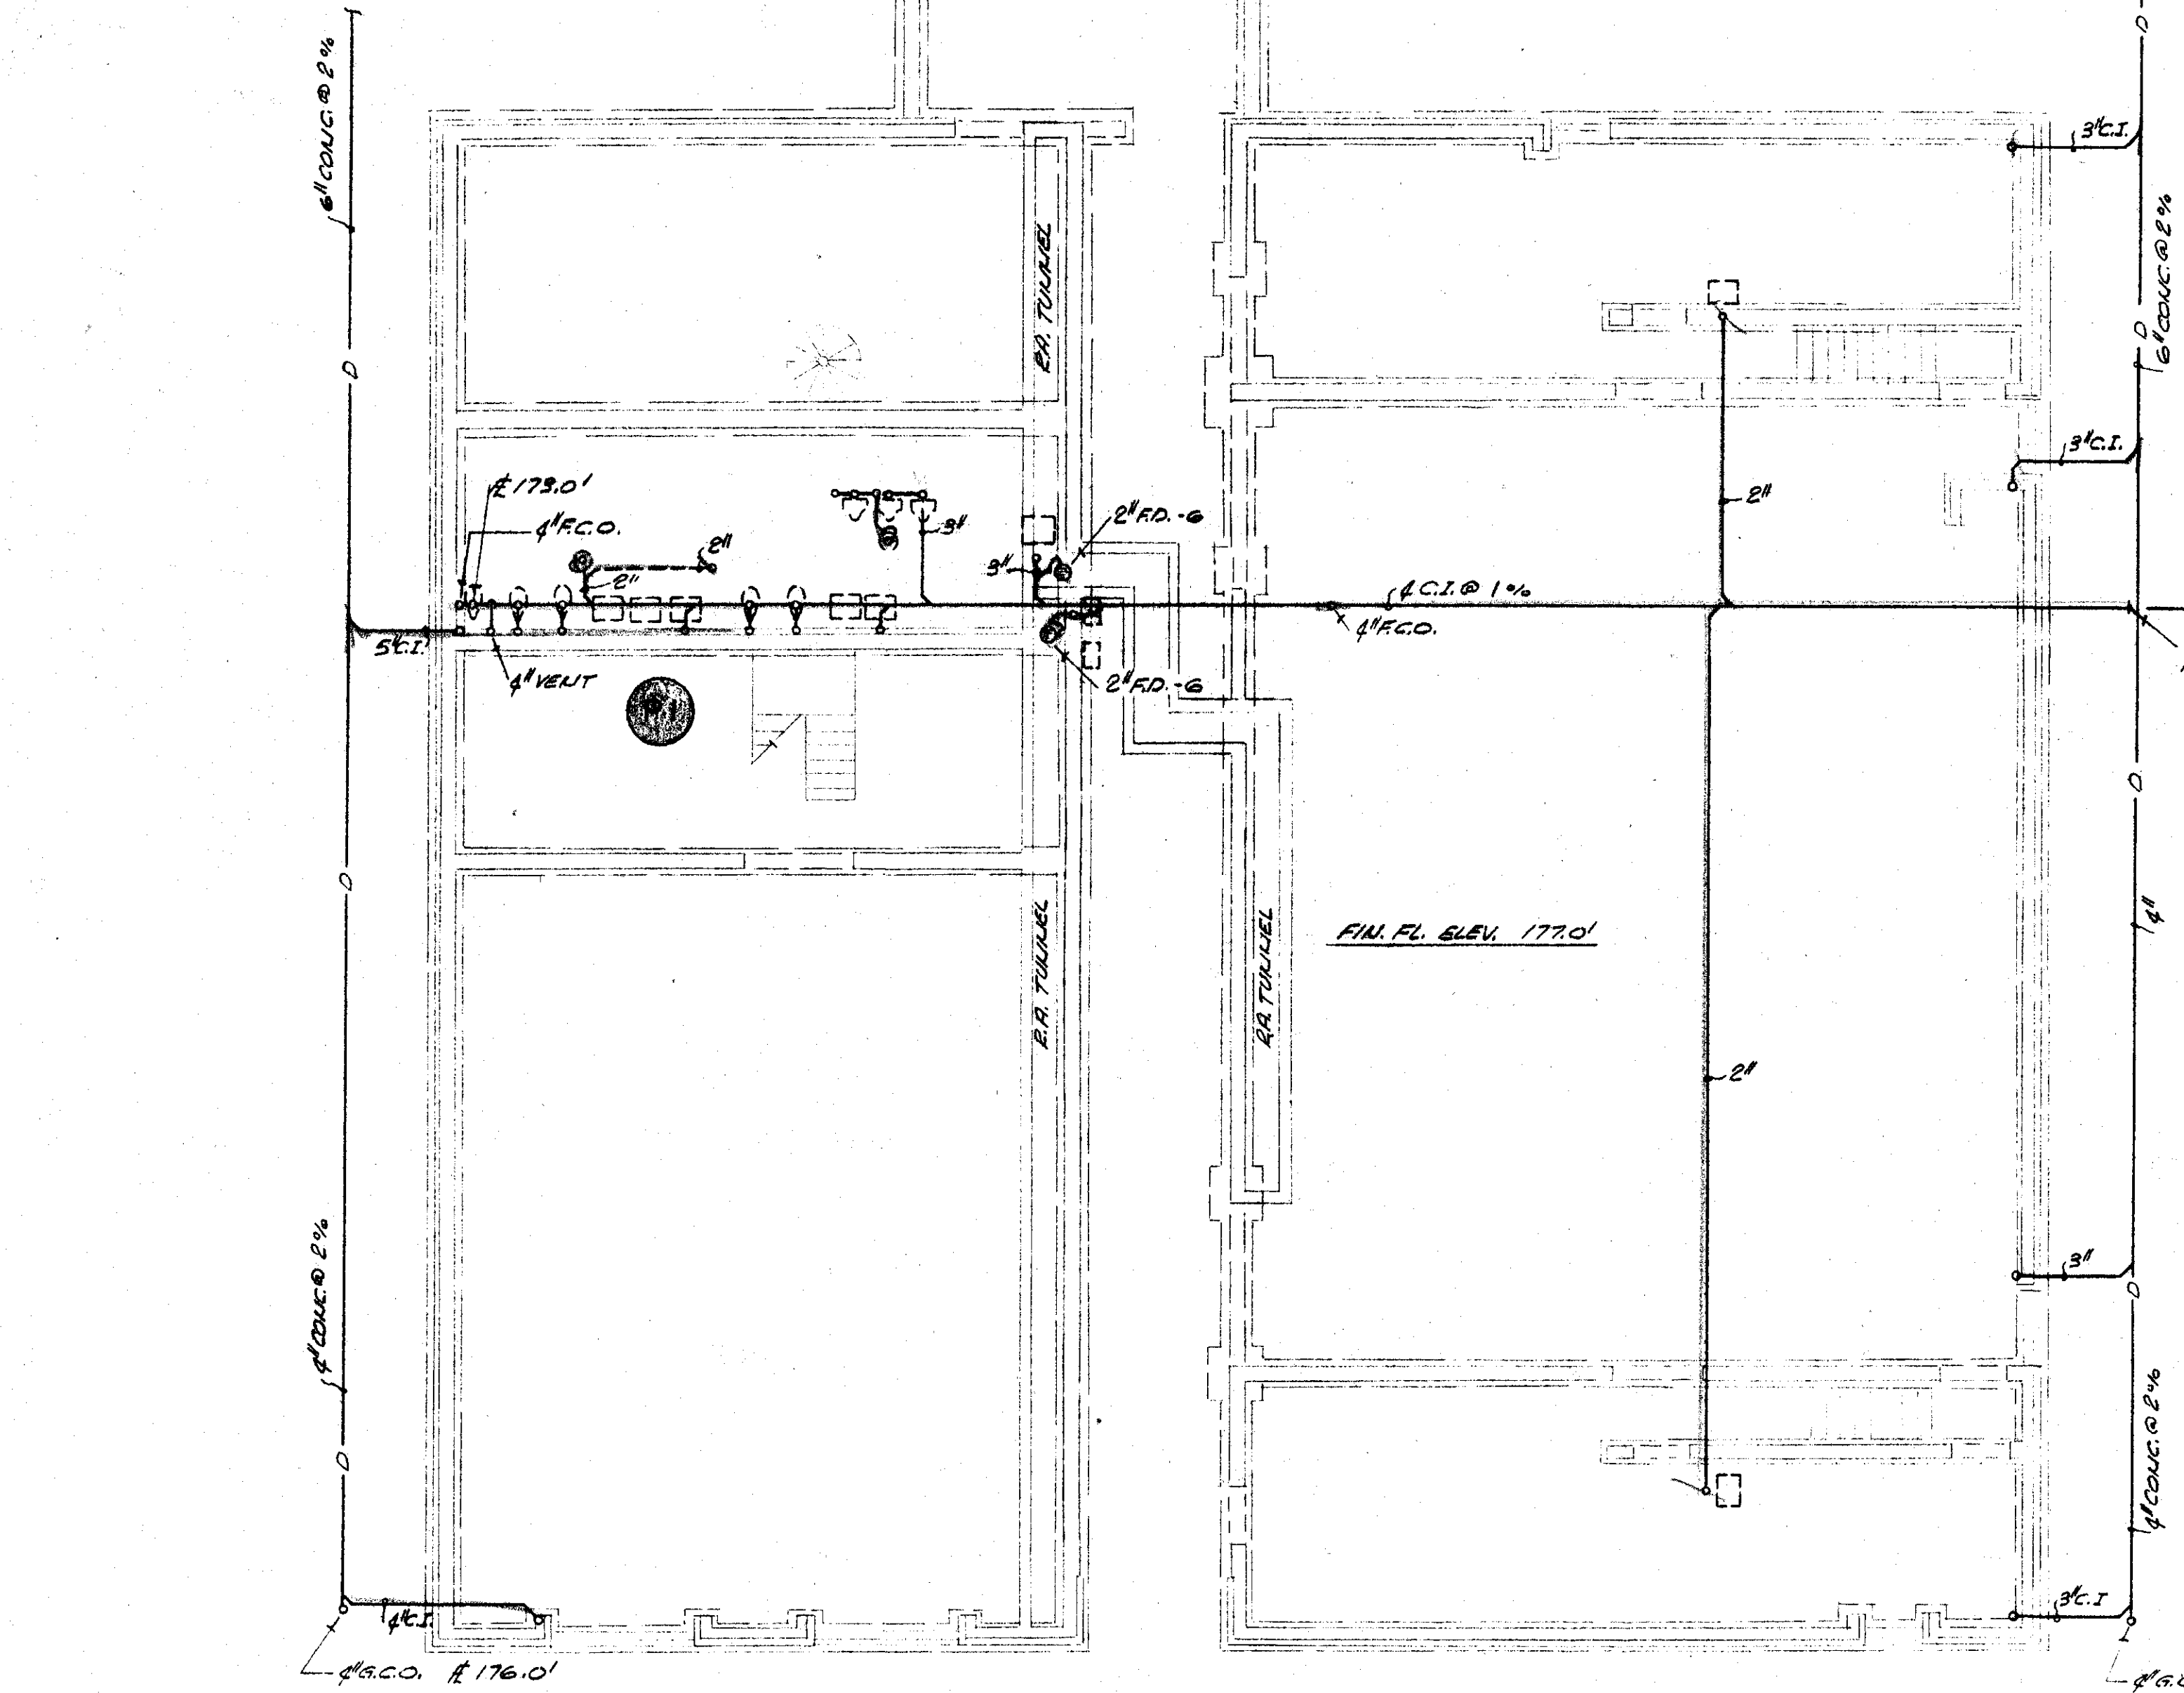 6" CONC. @ 2%
D
3" C.I.
R.A. TUNNEL
6" CONC. @ 2%
D
D
3" C.I.
173.0'
4" F.C.O.
2"
3"
2" F.D. -6
2"
2"
3"
4 C.I. @ 1%
4" F.C.O.
5" C.I.
4" VENT
2" F.D. -6
D
D
R.A. TUNNEL
R.A. TUNNEL
FIN. FL. ELEV. 177.0'
4"
2"
4" CONC. @ 2%
3"
D
4" CONC. @ 2%
D
4" C.I.
3" C.I
4" G.C.O. 176.0'
4" G.C